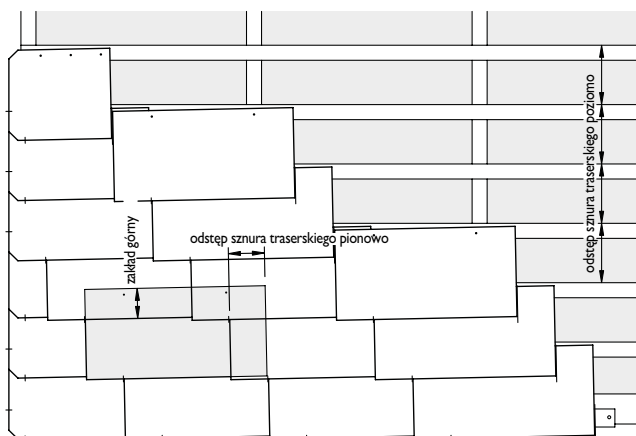 odstęp sznura traserskiego poziomo
odstęp sznura traserskiego pionowo
zakład górny